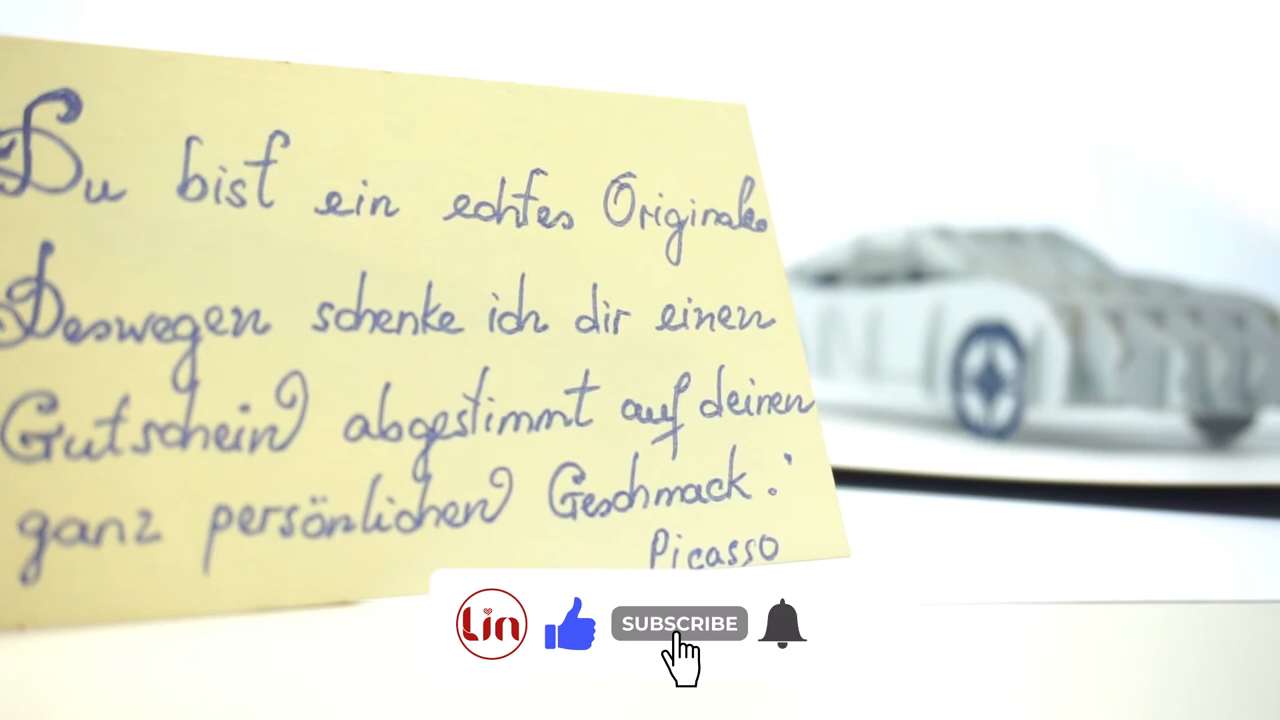 Du bist ein echtes Original.
Deswegen schenke ich dir einen
Gutschein abgestimmt auf deinen
ganz persönlichen Geschmack.
Picasso
Lin
SUBSCRIBE